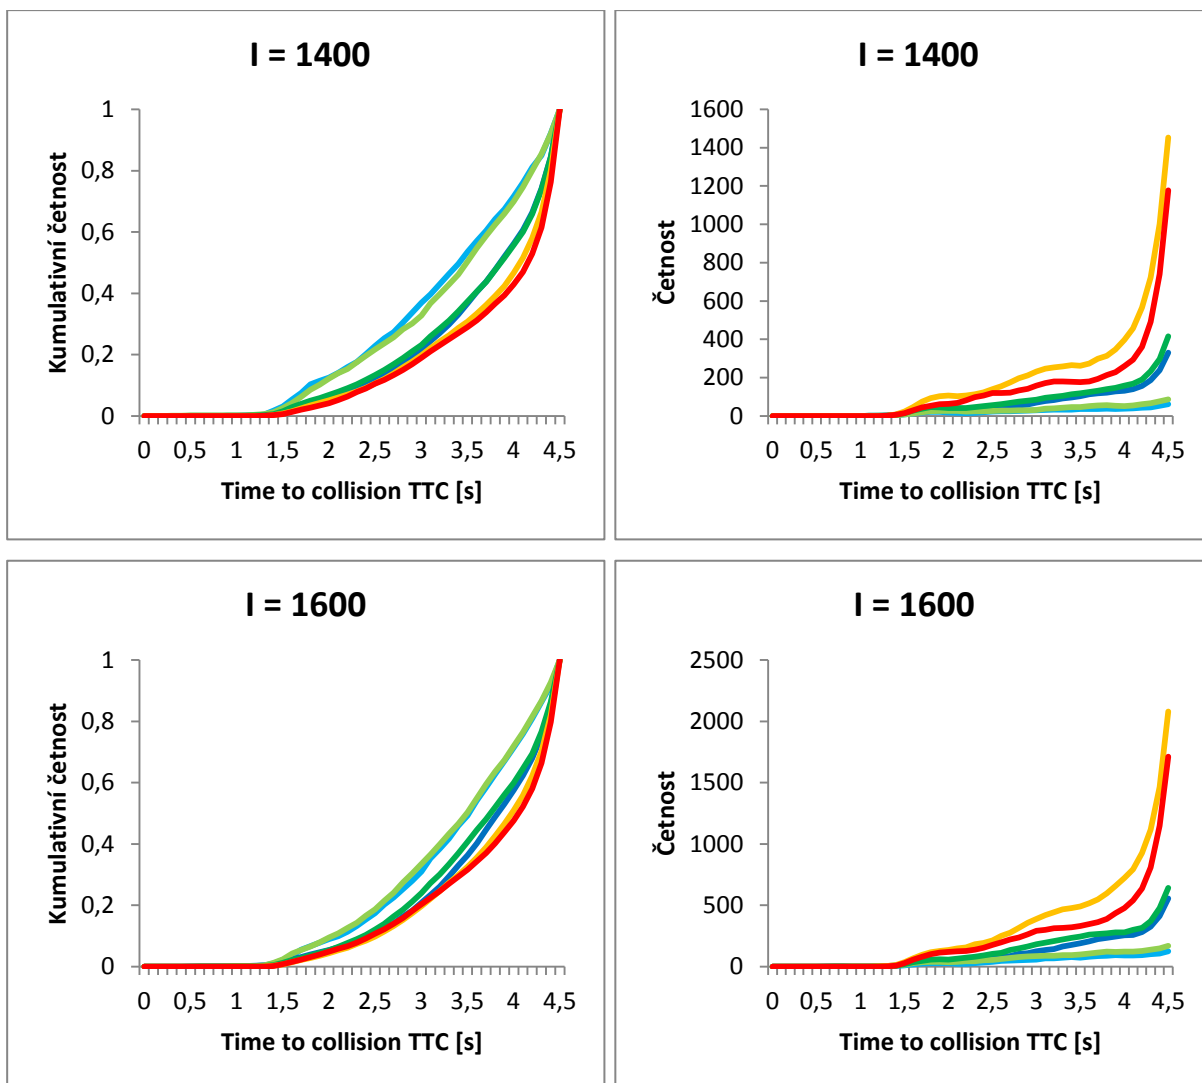 I = 1400
Kumulativní četnost
1
0,8
0,6
0,4
0,2
0
0 0,5 1 1,5 2 2,5 3 3,5 4 4,5
Time to collision TTC [s]
I = 1400
Četnost
1600
1400
1200
1000
800
600
400
200
0
0 0,5 1 1,5 2 2,5 3 3,5 4 4,5
Time to collision TTC [s]
I = 1600
Kumulativní četnost
1
0,8
0,6
0,4
0,2
0
0 0,5 1 1,5 2 2,5 3 3,5 4 4,5
Time to collision TTC [s]
I = 1600
Četnost
2500
2000
1500
1000
500
0
0 0,5 1 1,5 2 2,5 3 3,5 4 4,5
Time to collision TTC [s]